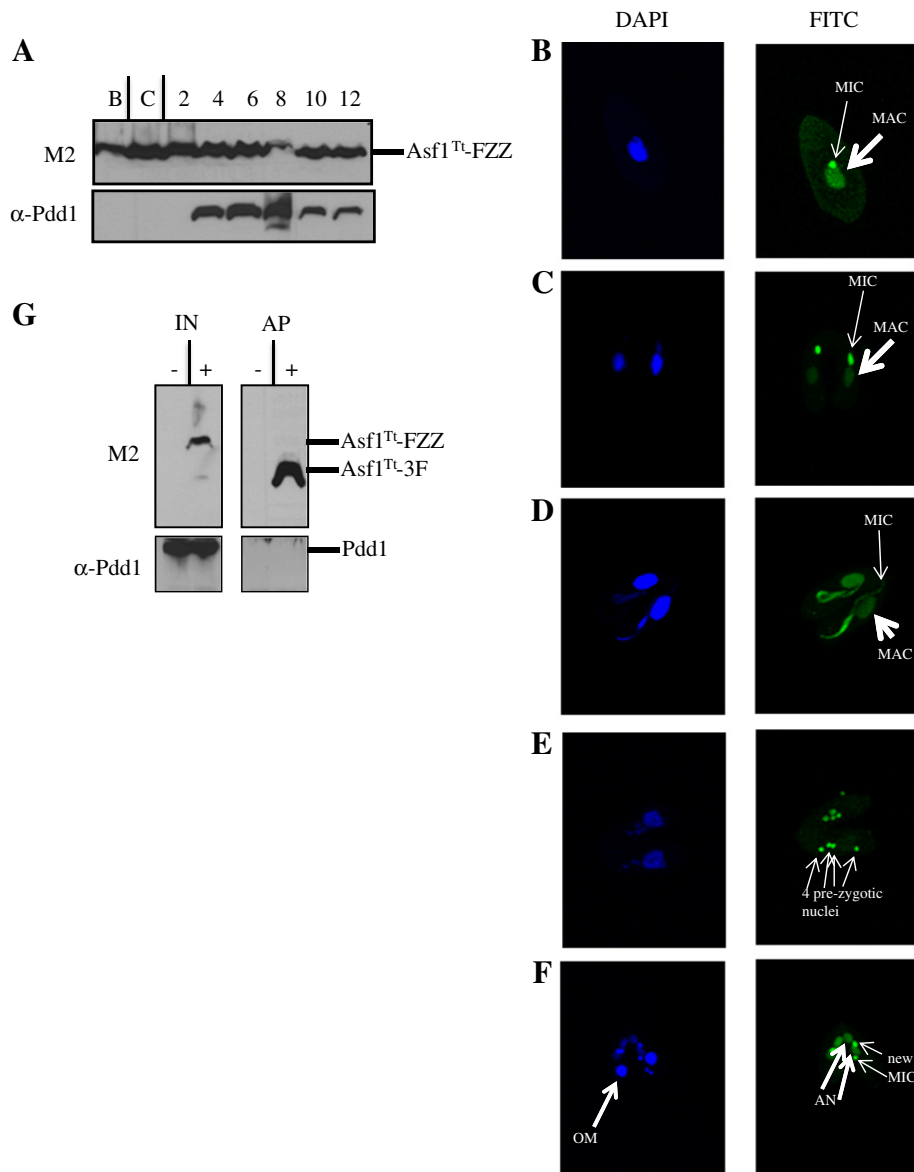 DAPI FITC
A
B C 2 4 6 8 10 12
M2 Asf1ᵀᵗ-FZZ
α-Pdd1
G
IN AP
- + - +
M2 Asf1ᵀᵗ-FZZ
Asf1ᵀᵗ-3F
α-Pdd1 Pdd1
B
MIC
MAC
C
MIC
MAC
D
MIC
MAC
E
4 pre-zygotic
nuclei
F
OM
new
MIC
AN